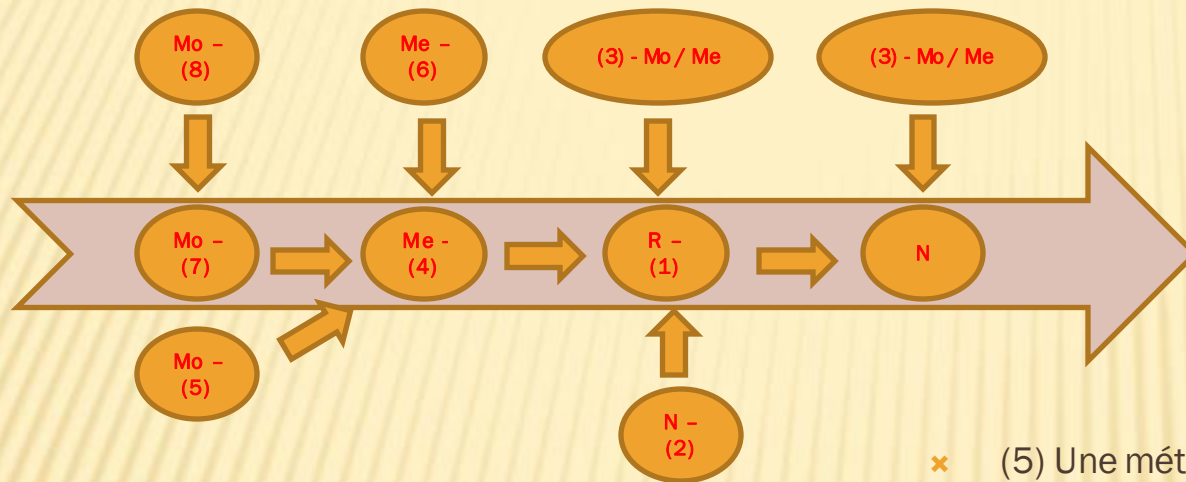 Mo –
(8)
Me –
(6)
(3) - Mo / Me
(3) - Mo / Me
Mo –
(7)
Me -
(4)
R –
(1)
N
Mo –
(5)
N –
(2)
× (5) Une mét